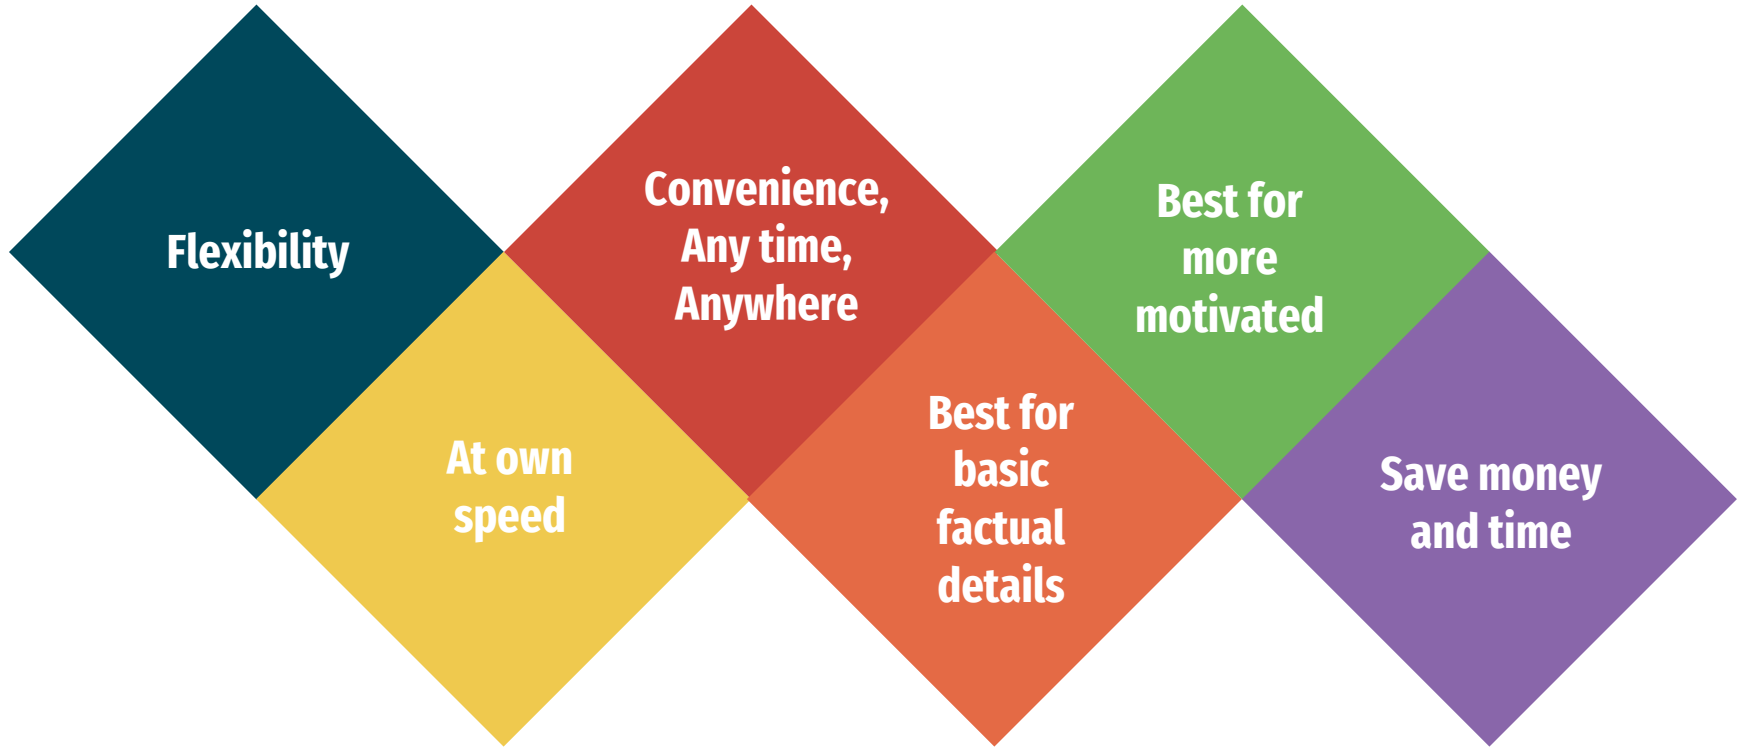 Flexibility
At own
speed
Convenience,
Any time,
Anywhere
Best for
basic
factual
details
Best for
more
motivated
Save money
and time